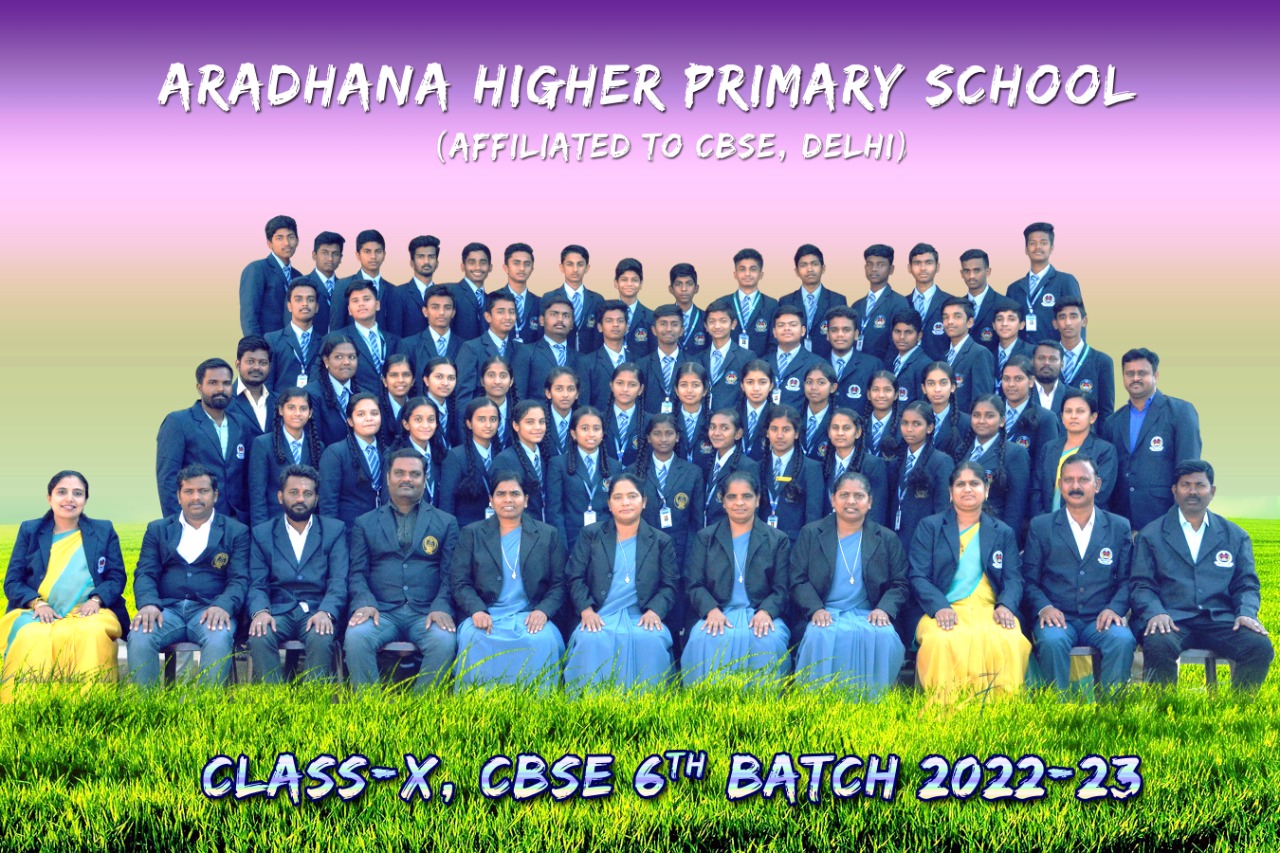 ARADHANA HIGHER PRIMARY SCHOOL
(AFFILIATED TO CBSE, DELHI)
CLASS-X, CBSE 6TH BATCH 2022-23